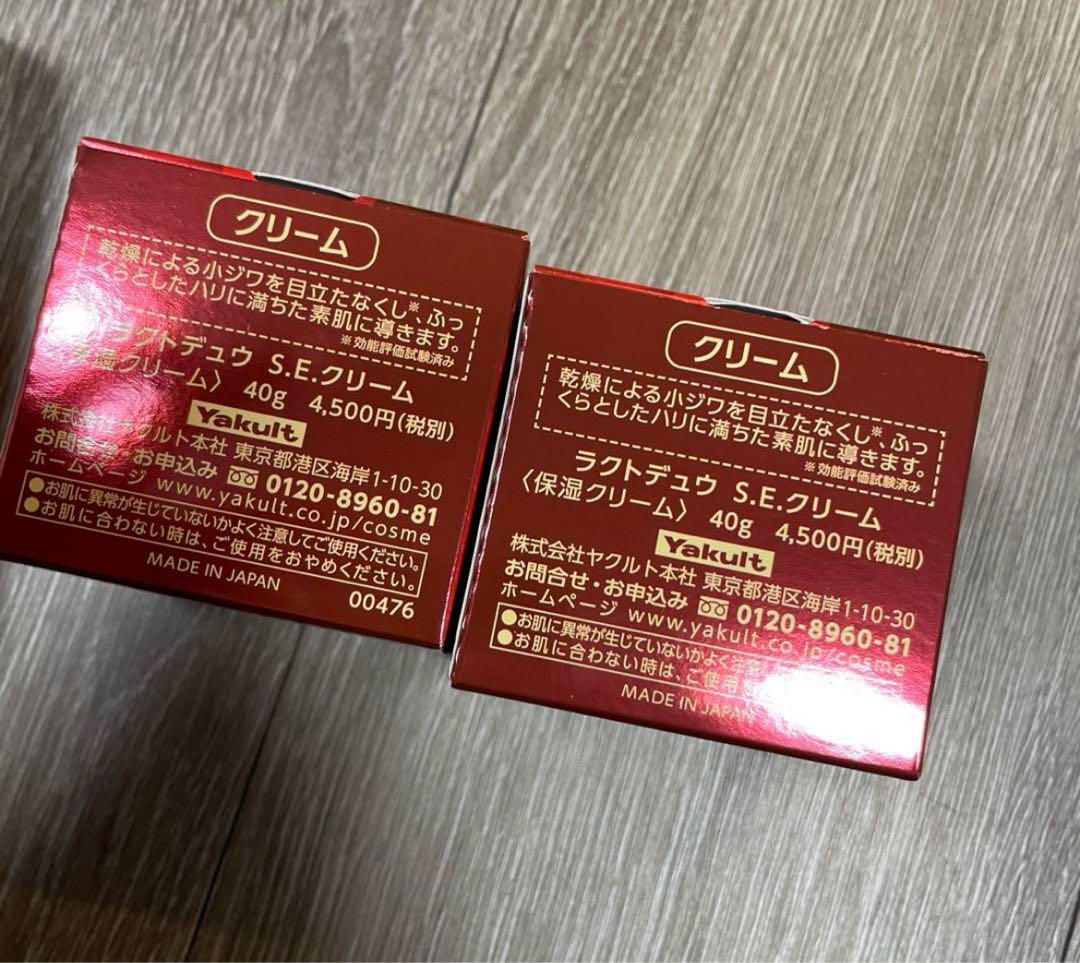 クリーム
乾燥による小ジワを目立たなくし※、ふっ
くらとしたハリに満ちた素肌に導きます。
※効能評価試験済み
ラクトデュウ S.E.クリーム
湿クリーム〉 40g 4,500円(税別)
Yakult
株式会社ヤクルト本社 東京都港区海岸1-10-30
お問合せ・お申込み 0120-8960-81
ホームページ www.yakult.co.jp/cosme
●お肌に異常が生じていないかよく注意してご使用ください。
●お肌に合わない時は、ご使用をおやめください。
MADE IN JAPAN
00476
クリーム
乾燥による小ジワを目立たなくし※、ふっ
くらとしたハリに満ちた素肌に導きます。
※効能評価試験済み
ラクトデュウ S.E.クリーム
〈保湿クリーム〉 40g 4,500円(税別)
Yakult
株式会社ヤクルト本社 東京都港区海岸1-10-30
お問合せ・お申込み 0120-8960-81
ホームページ www.yakult.co.jp/cosme
●お肌に異常が生じていないかよく注意
●お肌に合わない時は、ご使用
MADE IN JAPAN